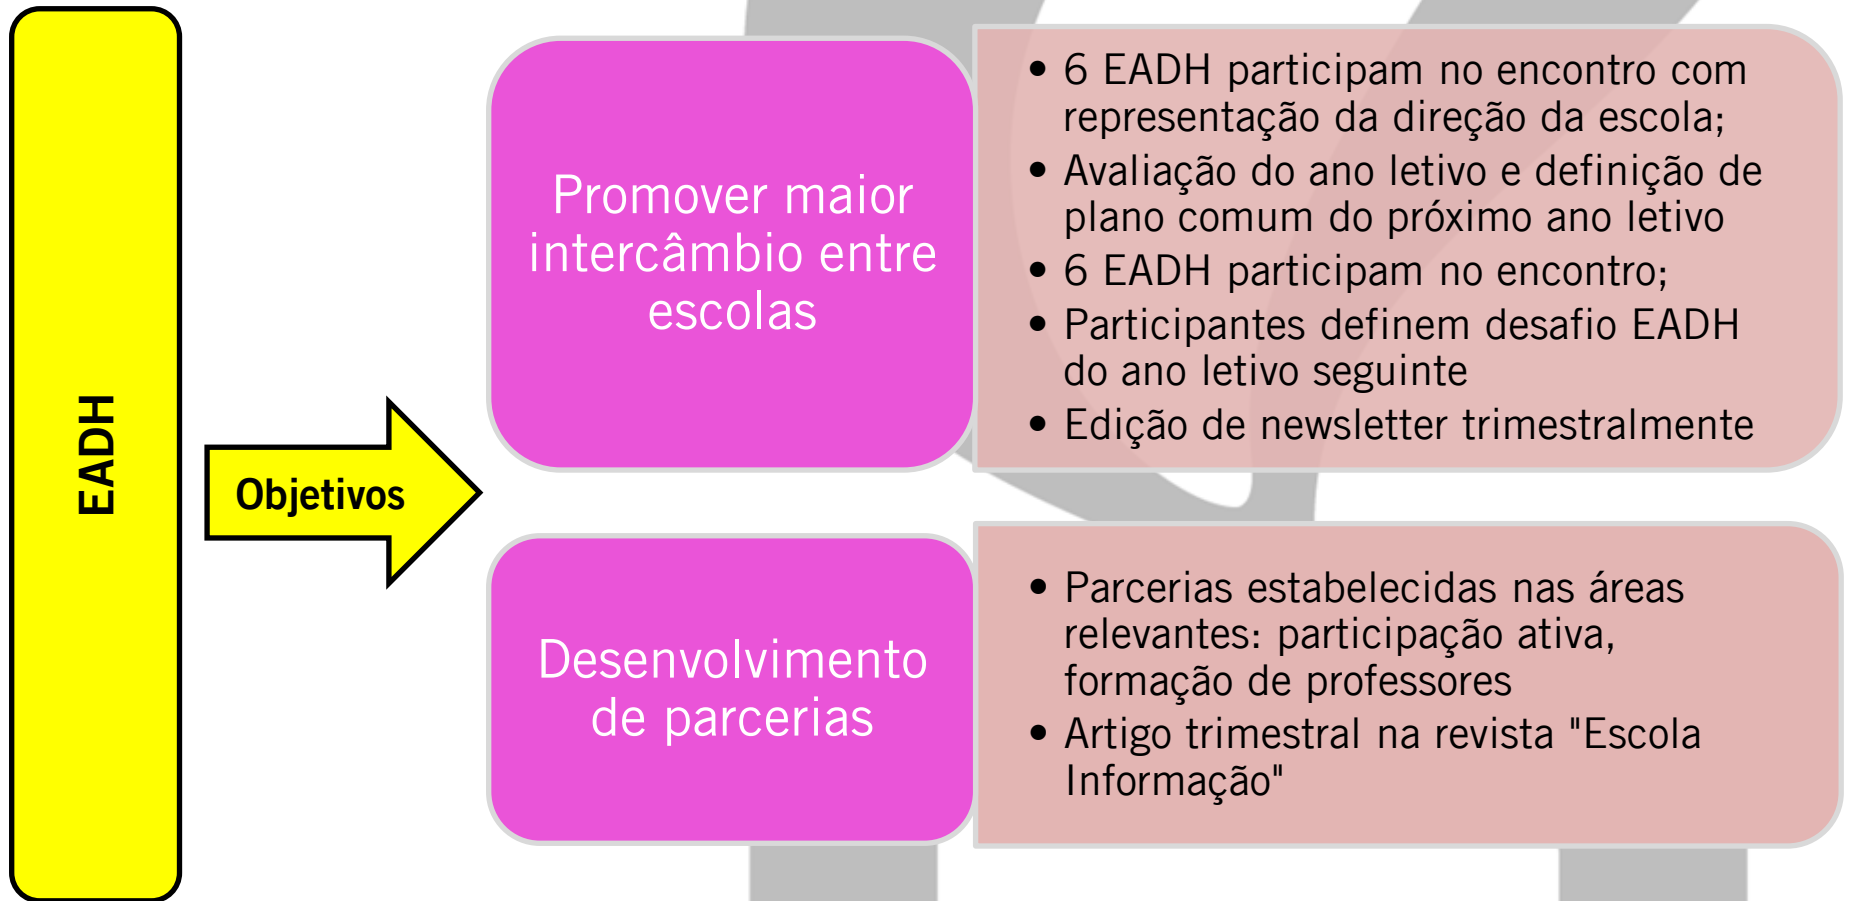 EADH
Objetivos
Promover maior
intercâmbio entre
escolas
• 6 EADH participam no encontro com
representação da direção da escola;
• Avaliação do ano letivo e definição de
plano comum do próximo ano letivo
• 6 EADH participam no encontro;
• Participantes definem desafio EADH
do ano letivo seguinte
• Edição de newsletter trimestralmente
Desenvolvimento
de parcerias
• Parcerias estabelecidas nas áreas
relevantes: participação ativa,
formação de professores
• Artigo trimestral na revista "Escola
Informação"